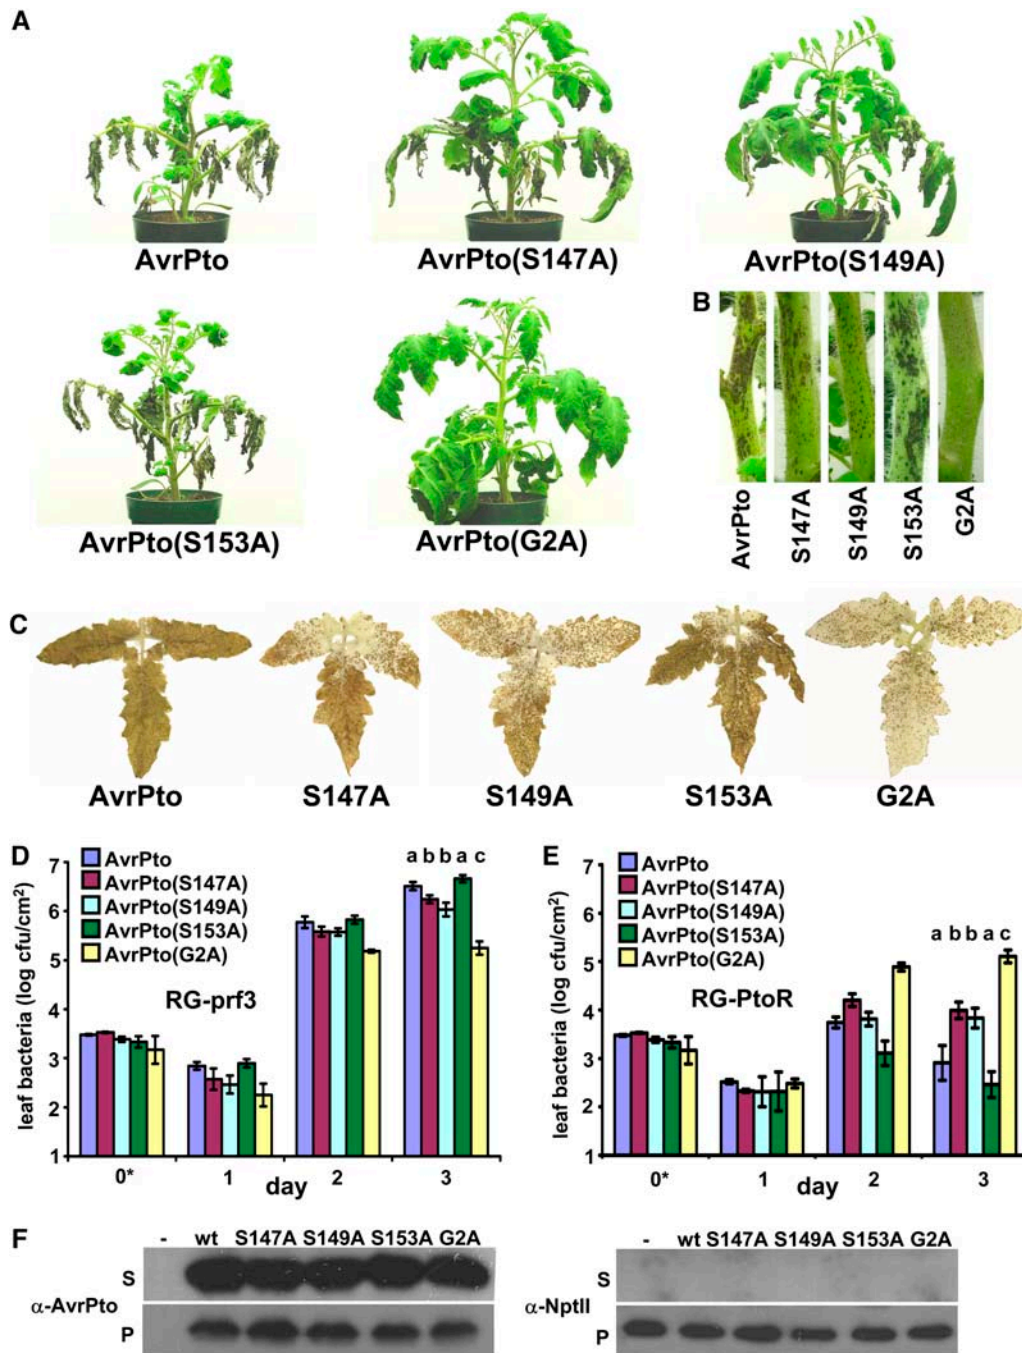 A
AvrPto
AvrPto(S147A)
AvrPto(S149A)
AvrPto(S153A)
AvrPto(G2A)
B
AvrPto
S147A
S149A
S153A
G2A
C
AvrPto
S147A
S149A
S153A
G2A
D
7
6
5
4
3
2
1
leaf bacteria (log cfu/cm²)
AvrPto
AvrPto(S147A)
AvrPto(S149A)
AvrPto(S153A)
AvrPto(G2A)
RG-prf3
a b b a c
0* 1 2 3
day
E
7
6
5
4
3
2
1
leaf bacteria (log cfu/cm²)
AvrPto
AvrPto(S147A)
AvrPto(S149A)
AvrPto(S153A)
AvrPto(G2A)
RG-PtoR
a b b a c
0* 1 2 3
day
F
- wt S147A S149A S153A G2A
S
α-AvrPto
P
- wt S147A S149A S153A G2A
S
α-NptII
P